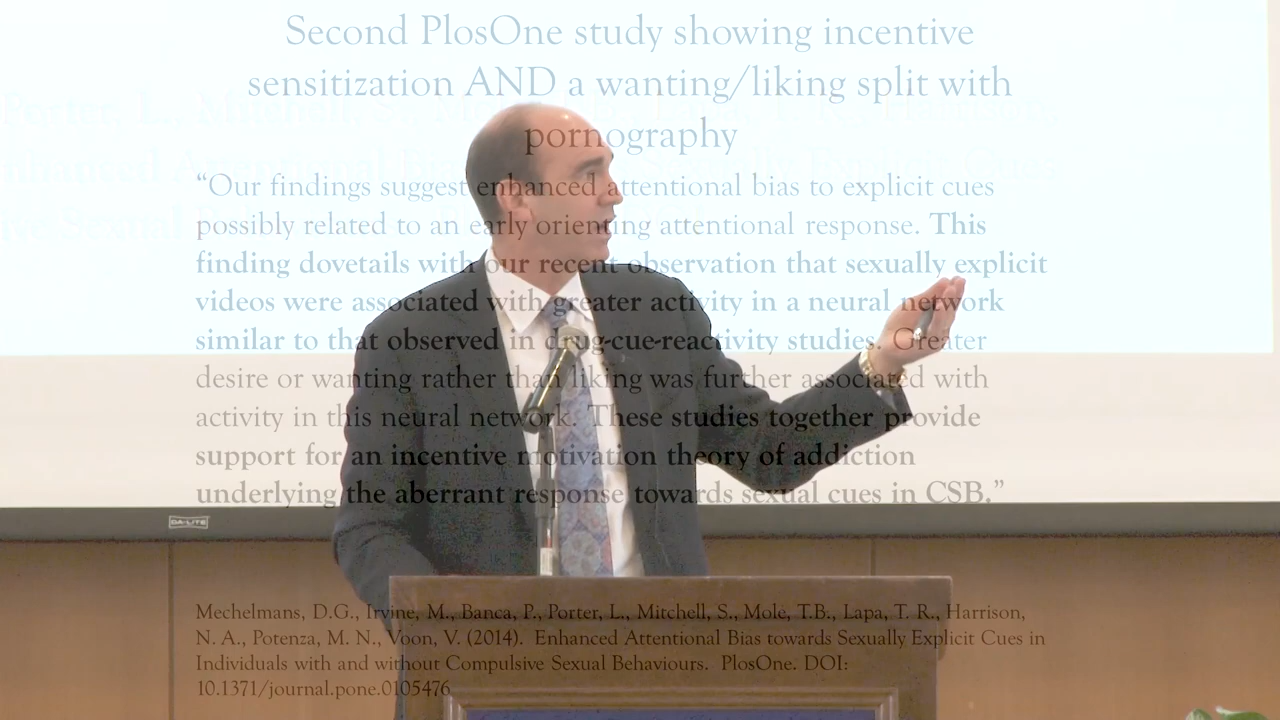 Second PlosOne study showing incentive
sensitization AND a wanting/liking split with
pornography
“Our findings suggest enhanced attentional bias to explicit cues
possibly related to an early orienting attentional response. This
finding dovetails with our recent observation that sexually explicit
videos were associated with greater activity in a neural network
similar to that observed in drug-cue-reactivity studies. Greater
desire or wanting rather than liking was further associated with
activity in this neural network. These studies together provide
support for an incentive motivation theory of addiction
underlying the aberrant response towards sexual cues in CSB.”
DA-LITE
Mechelmans, D.G., Irvine, M., Banca, P., Porter, L., Mitchell, S., Mole, T.B., Lapa, T. R., Harrison,
N. A., Potenza, M. N., Voon, V. (2014). Enhanced Attentional Bias towards Sexually Explicit Cues in
Individuals with and without Compulsive Sexual Behaviours. PlosOne. DOI:
10.1371/journal.pone.0105476